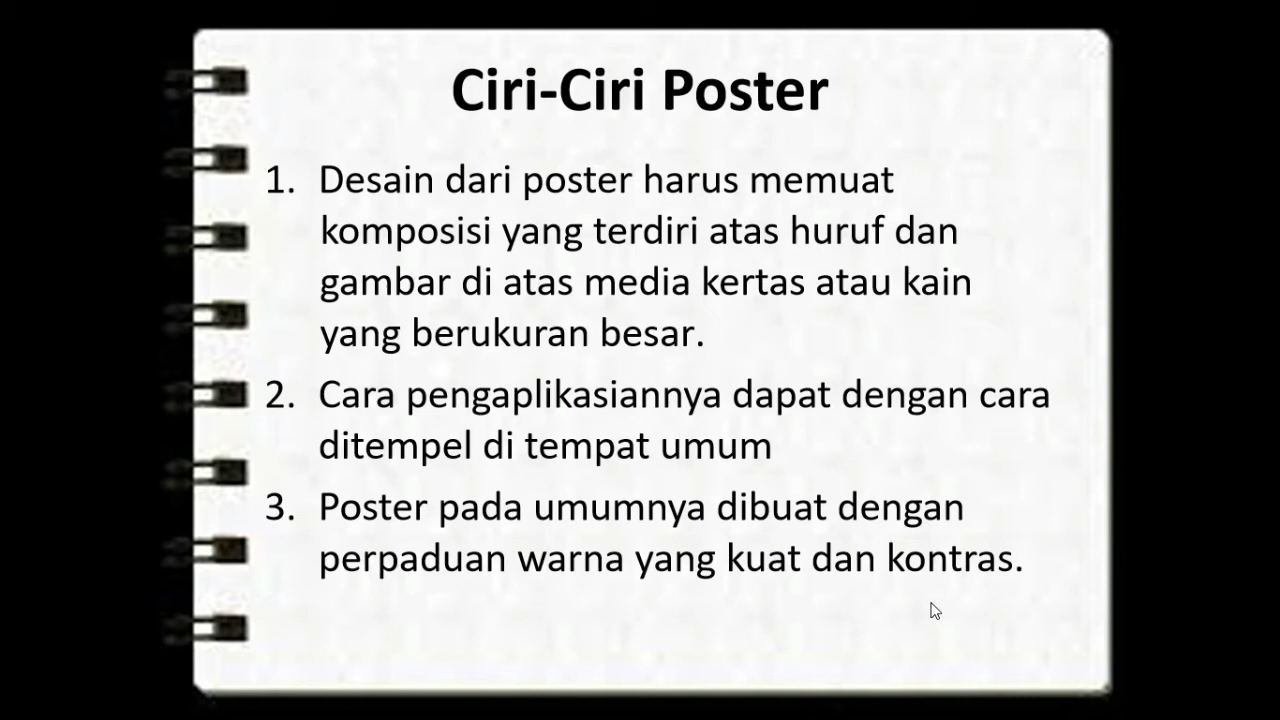 Ciri-Ciri Poster
1. Desain dari poster harus memuat
komposisi yang terdiri atas huruf dan
gambar di atas media kertas atau kain
yang berukuran besar.
2. Cara pengaplikasiannya dapat dengan cara
ditempel di tempat umum
3. Poster pada umumnya dibuat dengan
perpaduan warna yang kuat dan kontras.